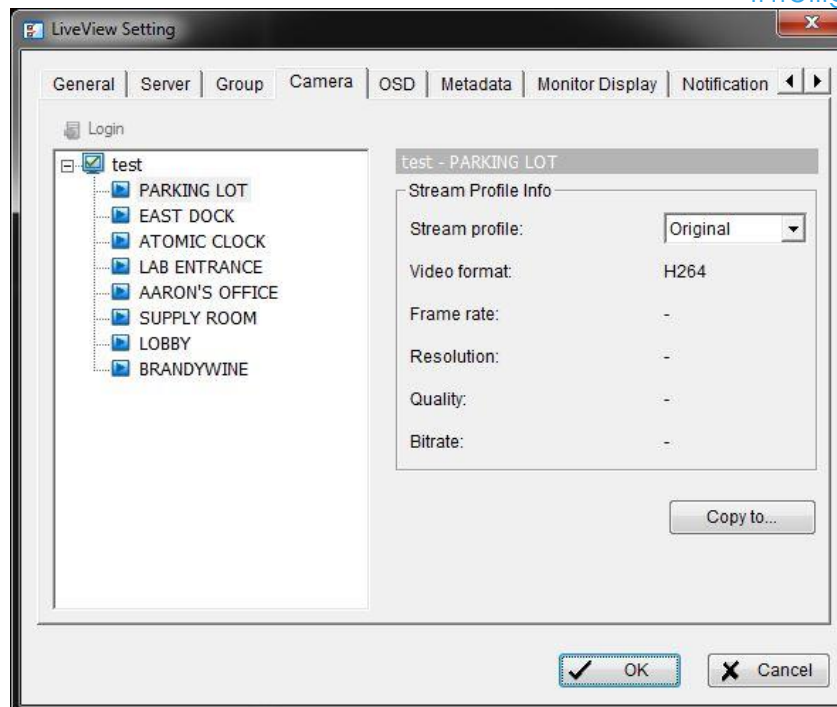 LiveView Setting
General Server Group Camera OSD Metadata Monitor Display Notification
Login
test
PARKING LOT
EAST DOCK
ATOMIC CLOCK
LAB ENTRANCE
AARON'S OFFICE
SUPPLY ROOM
LOBBY
BRANDYWINE
test - PARKING LOT
Stream Profile Info
Stream profile: Original
Video format: H264
Frame rate: -
Resolution: -
Quality: -
Bitrate: -
Copy to...
OK Cancel